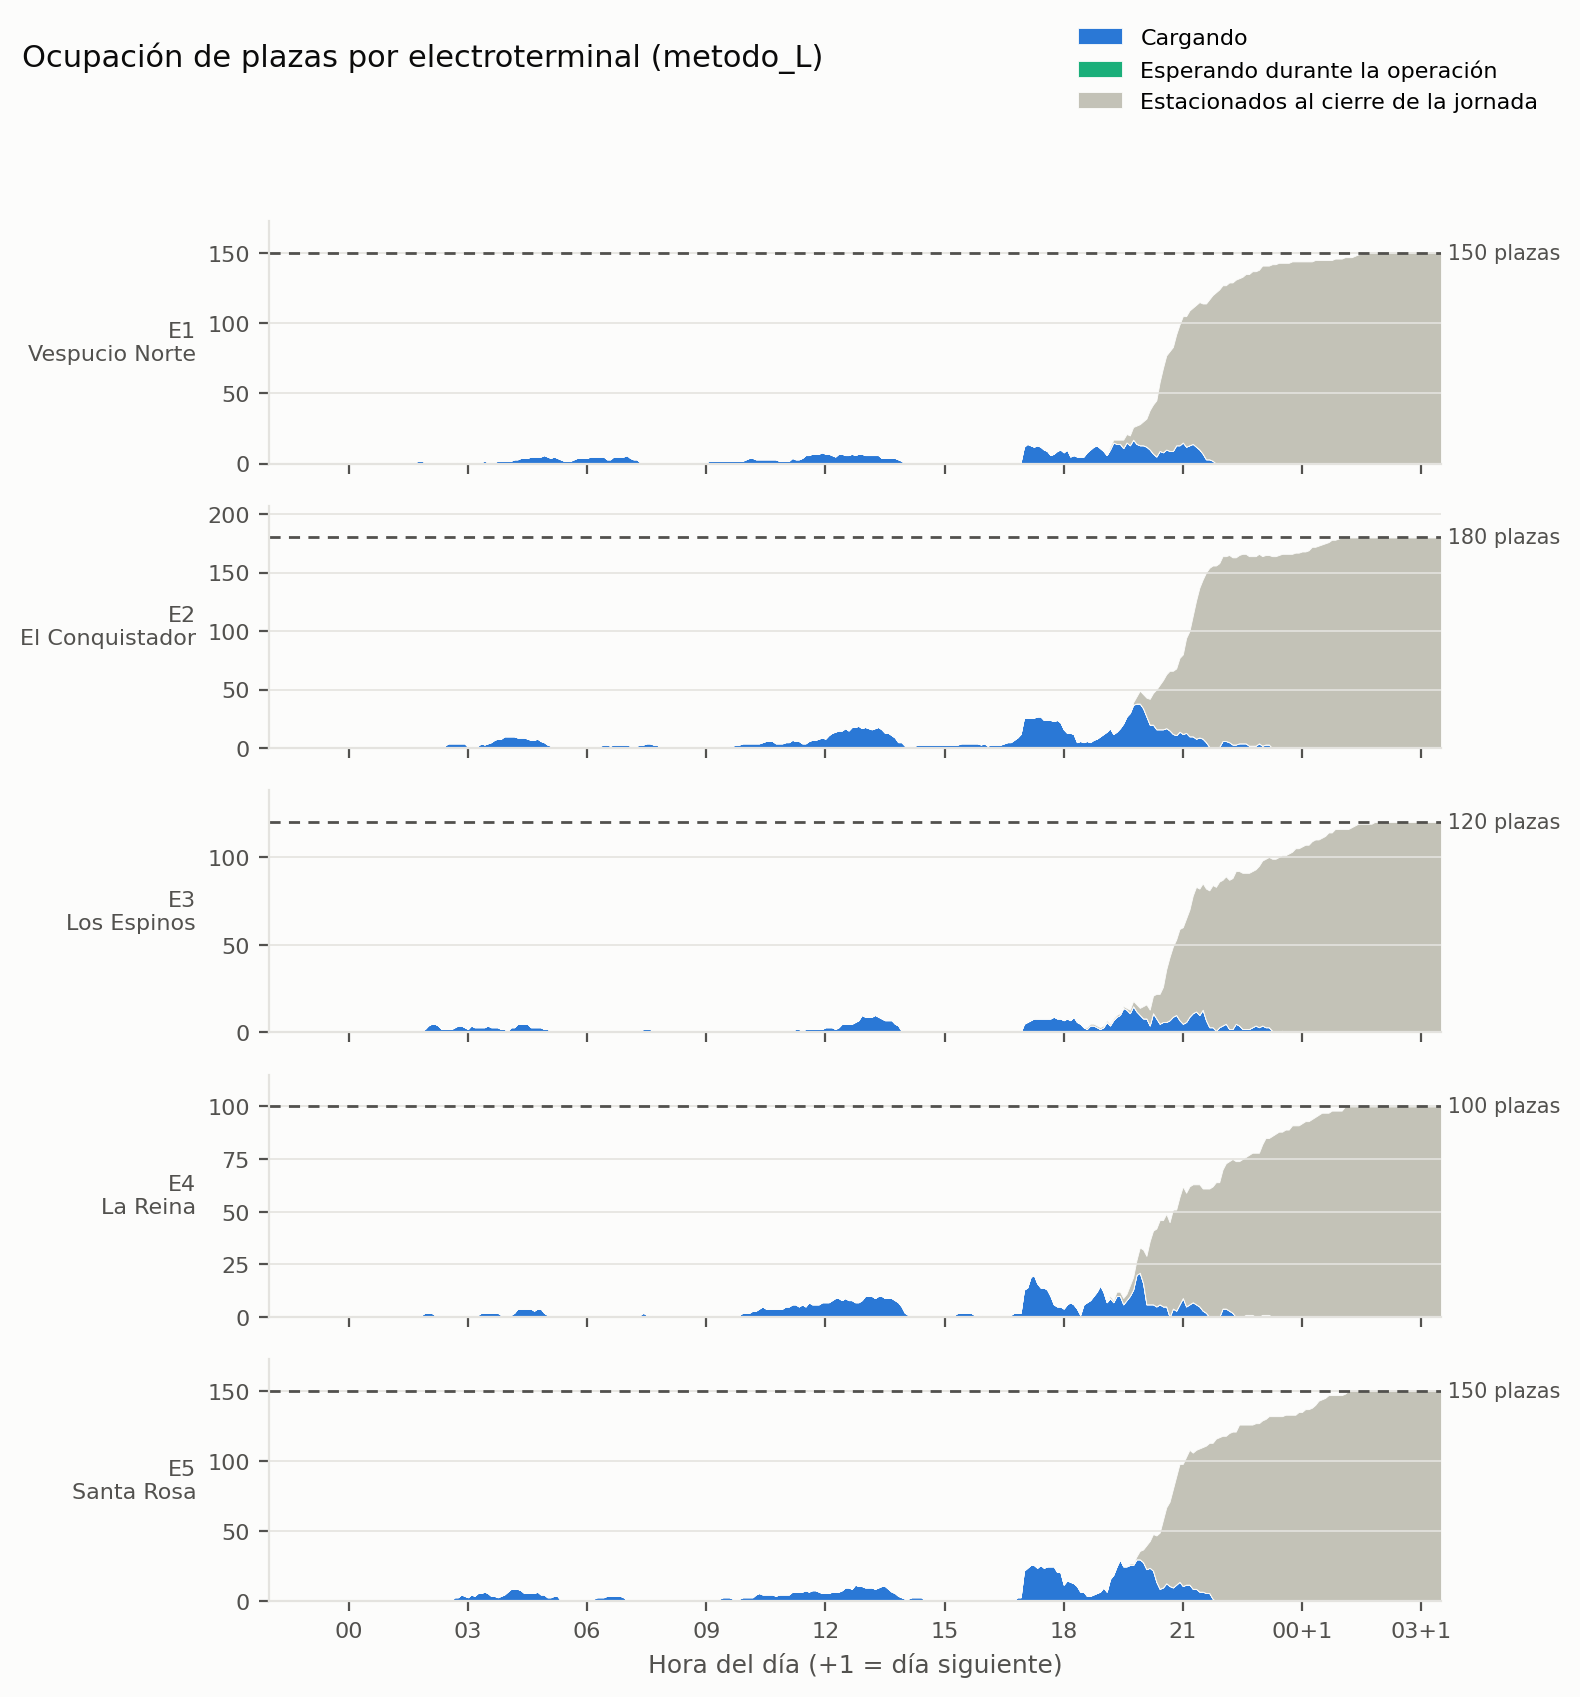 Ocupación de plazas por electroterminal (metodo_L)
Cargando
Esperando durante la operación
Estacionados al cierre de la jornada
150
100
50
0
E1
Vespucio Norte
150 plazas
200
150
100
50
0
E2
El Conquistador
180 plazas
100
50
0
E3
Los Espinos
120 plazas
100
75
50
25
0
E4
La Reina
100 plazas
150
100
50
0
E5
Santa Rosa
150 plazas
00 03 06 09 12 15 18 21 00+1 03+1
Hora del día (+1 = día siguiente)